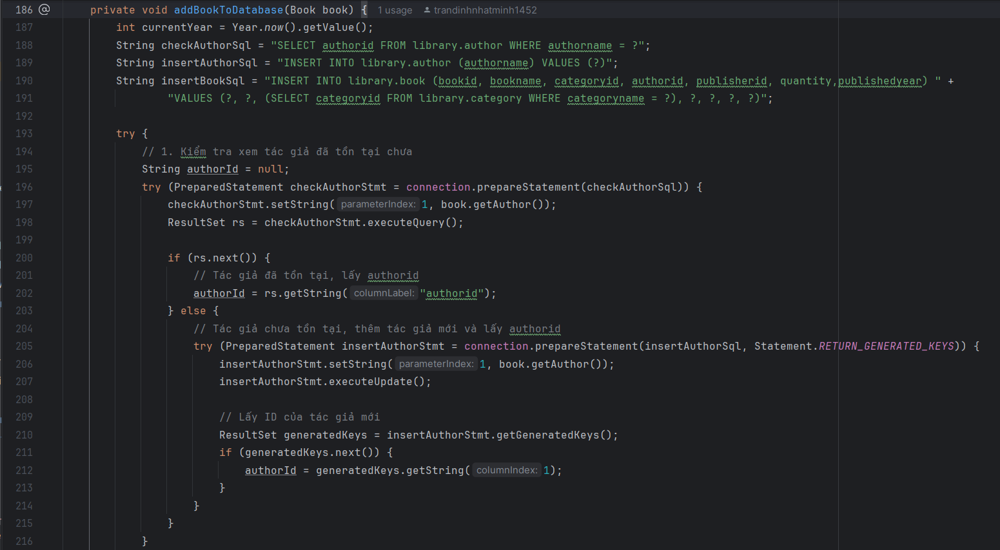 186 @ private void addBookToDatabase(Book book) { 1 usage trandinhnhatminh1452
187 int currentYear = Year.now().getValue();
188 String checkAuthorSql = "SELECT authorid FROM library.author WHERE authorname = ?";
189 String insertAuthorSql = "INSERT INTO library.author (authorname) VALUES (?)";
190 String insertBookSql = "INSERT INTO library.book (bookid, bookname, categoryid, authorid, publisherid, quantity,publishedyear) " +
191 "VALUES (?, ?, (SELECT categoryid FROM library.category WHERE categoryname = ?), ?, ?, ?, ?)";
192
193 try {
194 // 1. Kiểm tra xem tác giả đã tồn tại chưa
195 String authorId = null;
196 try (PreparedStatement checkAuthorStmt = connection.prepareStatement(checkAuthorSql)) {
197 checkAuthorStmt.setString( parameterIndex: 1, book.getAuthor());
198 ResultSet rs = checkAuthorStmt.executeQuery();
199
200 if (rs.next()) {
201 // Tác giả đã tồn tại, lấy authorid
202 authorId = rs.getString( columnLabel: "authorid");
203 } else {
204 // Tác giả chưa tồn tại, thêm tác giả mới và lấy authorid
205 try (PreparedStatement insertAuthorStmt = connection.prepareStatement(insertAuthorSql, Statement.RETURN_GENERATED_KEYS)) {
206 insertAuthorStmt.setString( parameterIndex: 1, book.getAuthor());
207 insertAuthorStmt.executeUpdate();
208
209 // Lấy ID của tác giả mới
210 ResultSet generatedKeys = insertAuthorStmt.getGeneratedKeys();
211 if (generatedKeys.next()) {
212 authorId = generatedKeys.getString( columnIndex: 1);
213 }
214 }
215 }
216 }